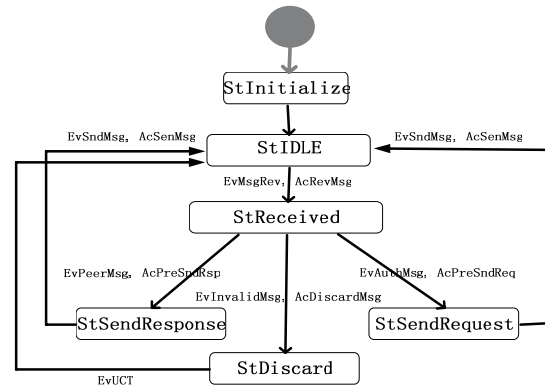 StInitialize
EvSndMsg, AcSenMsg
EvSndMsg, AcSenMsg
StIDLE
EvMsgRev, AcRevMsg
StReceived
EvPeerMsg, AcPreSndRsp
EvAuthMsg, AcPreSndReq
EvInvalidMsg, AcDiscardMsg
StSendResponse
StSendRequest
StDiscard
EvUCT